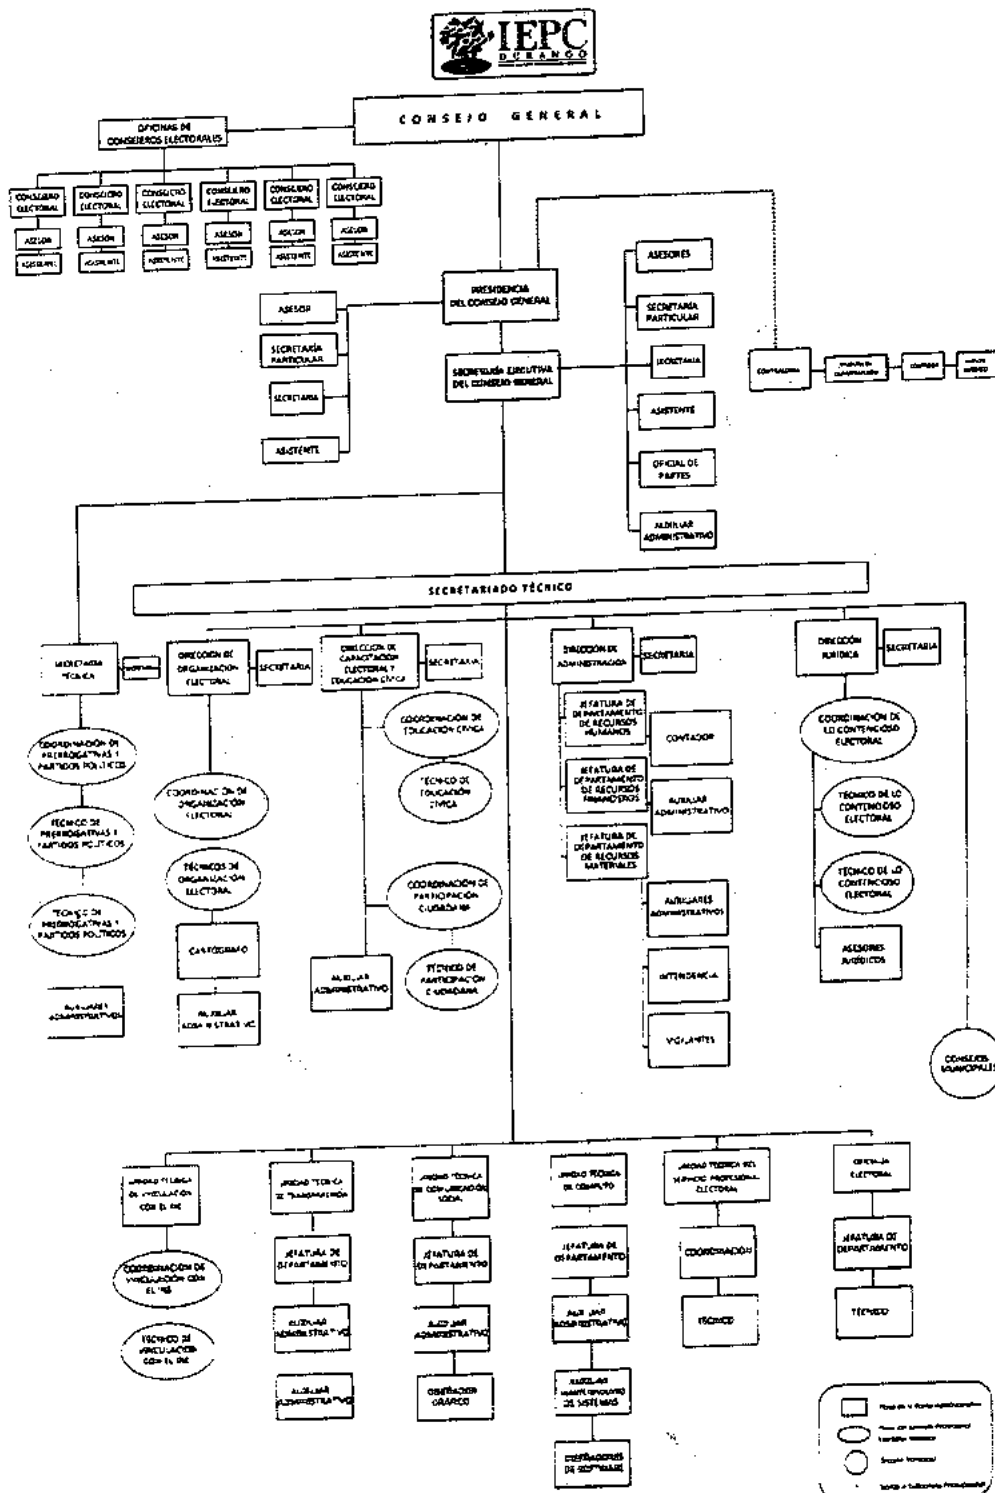 IEPC
DURANGO
CONSEJO GENERAL
OFICINAS DE
CONSEJEROS ELECTORALES
CONSEJERO
ELECTORAL
CONSEJERO
ELECTORAL
CONSEJERO
ELECTORAL
CONSEJERO
ELECTORAL
CONSEJERO
ELECTORAL
CONSEJERO
ELECTORAL
ASESOR
ASESOR
ASESOR
ASESOR
ASESOR
ASESOR
ASISTENTE
ASISTENTE
ASISTENTE
ASISTENTE
ASISTENTE
ASISTENTE
PRESIDENCIA
DEL CONSEJO GENERAL
ASESOR
SECRETARÍA
PARTICULAR
SECRETARIA
ASISTENTE
SECRETARÍA EJECUTIVA
DEL CONSEJO GENERAL
ASESORES
SECRETARÍA
PARTICULAR
SECRETARIA
ASISTENTE
OFICIAL DE
PARTES
AUXILIAR
ADMINISTRATIVO
CONTRALORIA
SECRETARIADO TÉCNICO
SECRETARIA
TÉCNICA
COORDINACIÓN DE
PRERROGATIVAS Y
PARTIDOS POLÍTICOS
TÉCNICO DE
PRERROGATIVAS Y
PARTIDOS POLÍTICOS
TÉCNICO DE
PRERROGATIVAS Y
PARTIDOS POLÍTICOS
AUXILIARES
ADMINISTRATIVOS
DIRECCIÓN DE
ORGANIZACIÓN
ELECTORAL
SECRETARIA
COORDINACIÓN DE
ORGANIZACIÓN
ELECTORAL
TÉCNICOS DE
ORGANIZACIÓN
ELECTORAL
CARTÓGRAFO
AUXILIAR
ADMINISTRATIVO
DIRECCIÓN DE
CAPACITACIÓN
ELECTORAL Y
EDUCACIÓN CÍVICA
SECRETARIA
COORDINACIÓN DE
EDUCACIÓN CÍVICA
TÉCNICO DE
EDUCACIÓN
CÍVICA
COORDINACIÓN DE
PARTICIPACIÓN
CIUDADANA
TÉCNICO DE
PARTICIPACIÓN
CIUDADANA
AUXILIAR
ADMINISTRATIVO
DIRECCIÓN DE
ADMINISTRACIÓN
SECRETARIA
JEFATURA DE
DEPARTAMENTO
DE RECURSOS
HUMANOS
CONTADOR
JEFATURA DE
DEPARTAMENTO
DE RECURSOS
FINANCIEROS
AUXILIAR
ADMINISTRATIVO
JEFATURA DE
DEPARTAMENTO
DE RECURSOS
MATERIALES
AUXILIARES
ADMINISTRATIVOS
INTENDENCIA
VIGILANTES
DIRECCIÓN
JURÍDICA
SECRETARIA
COORDINACIÓN DE
LO CONTENCIOSO
ELECTORAL
TÉCNICO DE LO
CONTENCIOSO
ELECTORAL
TÉCNICO DE LO
CONTENCIOSO
ELECTORAL
ASESORES
JURÍDICOS
CONSEJOS
MUNICIPALES
UNIDAD TÉCNICA
DE VINCULACIÓN
CON EL INE
COORDINACIÓN DE
VINCULACIÓN CON
EL INE
TÉCNICO DE
VINCULACIÓN
CON EL INE
UNIDAD TÉCNICA
DE TRANSPARENCIA
JEFATURA DE
DEPARTAMENTO
AUXILIAR
ADMINISTRATIVO
AUXILIAR
ADMINISTRATIVO
UNIDAD TÉCNICA
DE COMUNICACIÓN
SOCIAL
JEFATURA DE
DEPARTAMENTO
AUXILIAR
ADMINISTRATIVO
DISEÑADOR
GRÁFICO
UNIDAD TÉCNICA
DE CÓMPUTO
JEFATURA DE
DEPARTAMENTO
AUXILIAR
ADMINISTRATIVO
AUXILIAR
MANTENIMIENTO
DE SISTEMAS
DISEÑADORES
DE SOFTWARE
UNIDAD TÉCNICA DEL
SERVICIO PROFESIONAL
ELECTORAL
COORDINACIÓN
TÉCNICO
OFICIALÍA
ELECTORAL
JEFATURA DE
DEPARTAMENTO
TÉCNICO